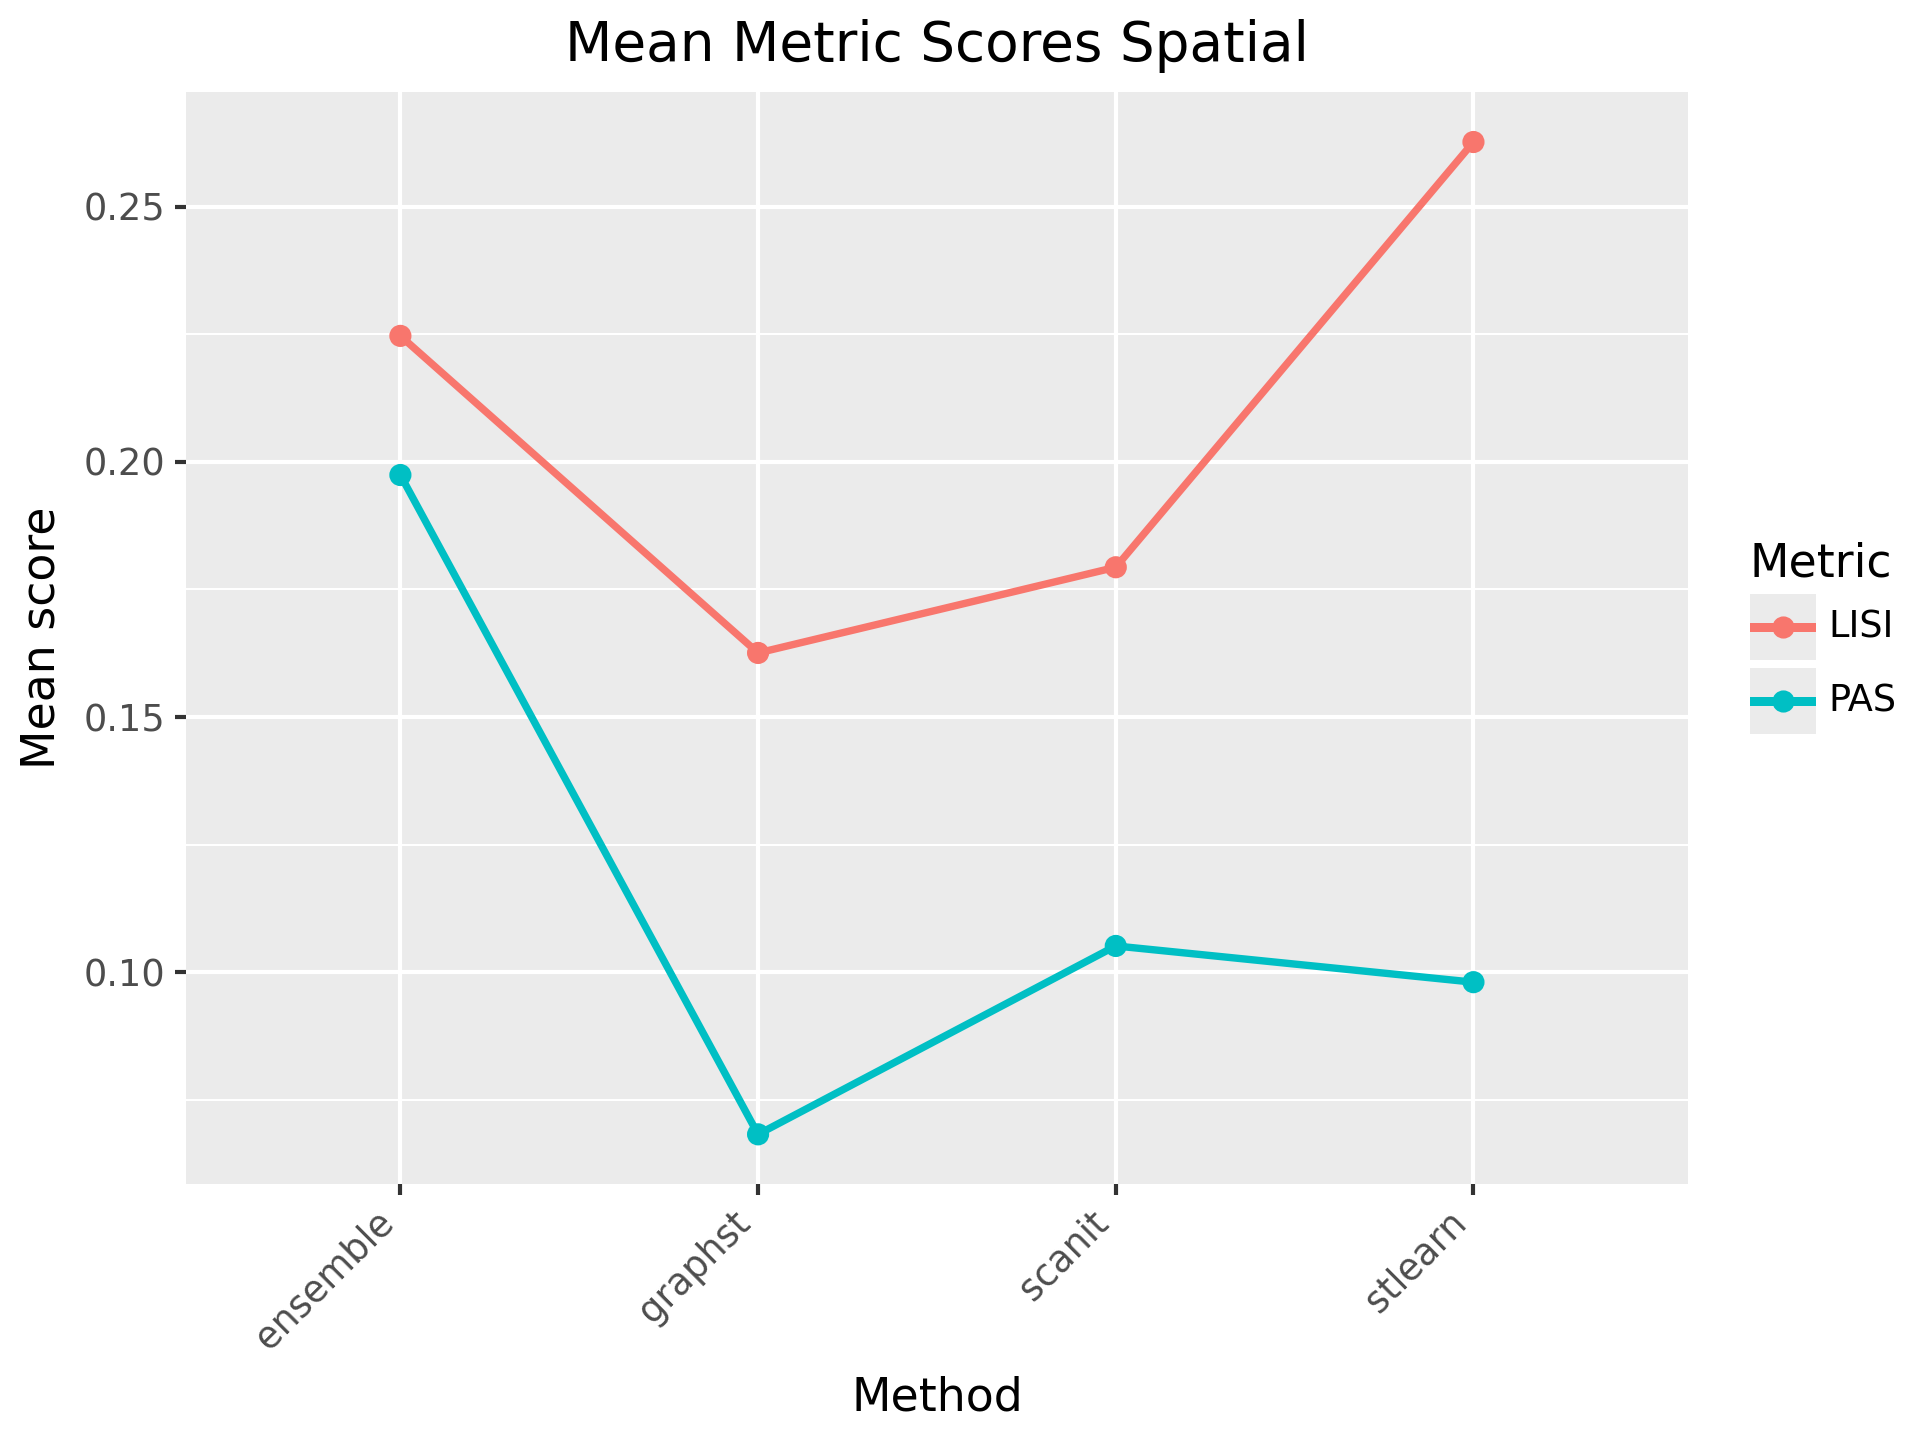 Mean Metric Scores Spatial
Mean score
0.25
0.20
0.15
0.10
ensemble
graphst
scanit
stlearn
Method
Metric
LISI
PAS